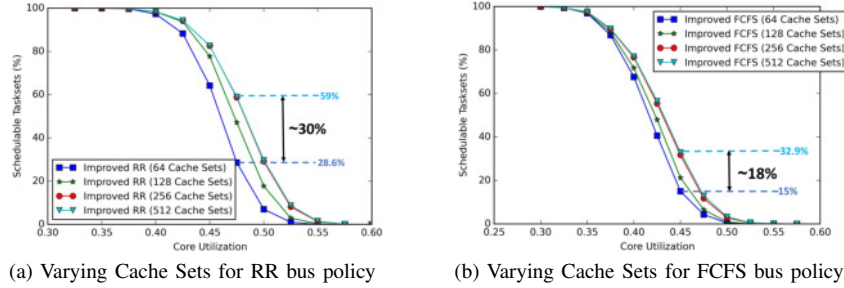 100
80
60
40
20
0
Schedulable Tasksets (%)
59%
~30%
28.6%
Improved RR (64 Cache Sets)
Improved RR (128 Cache Sets)
Improved RR (256 Cache Sets)
Improved RR (512 Cache Sets)
0.30 0.35 0.40 0.45 0.50 0.55 0.60
Core Utilization
(a) Varying Cache Sets for RR bus policy
100
80
60
40
20
0
Schedulable Tasksets (%)
Improved FCFS (64 Cache Sets)
Improved FCFS (128 Cache Sets)
Improved FCFS (256 Cache Sets)
Improved FCFS (512 Cache Sets)
32.9%
~18%
15%
0.25 0.30 0.35 0.40 0.45 0.50 0.55 0.60
Core Utilization
(b) Varying Cache Sets for FCFS bus policy